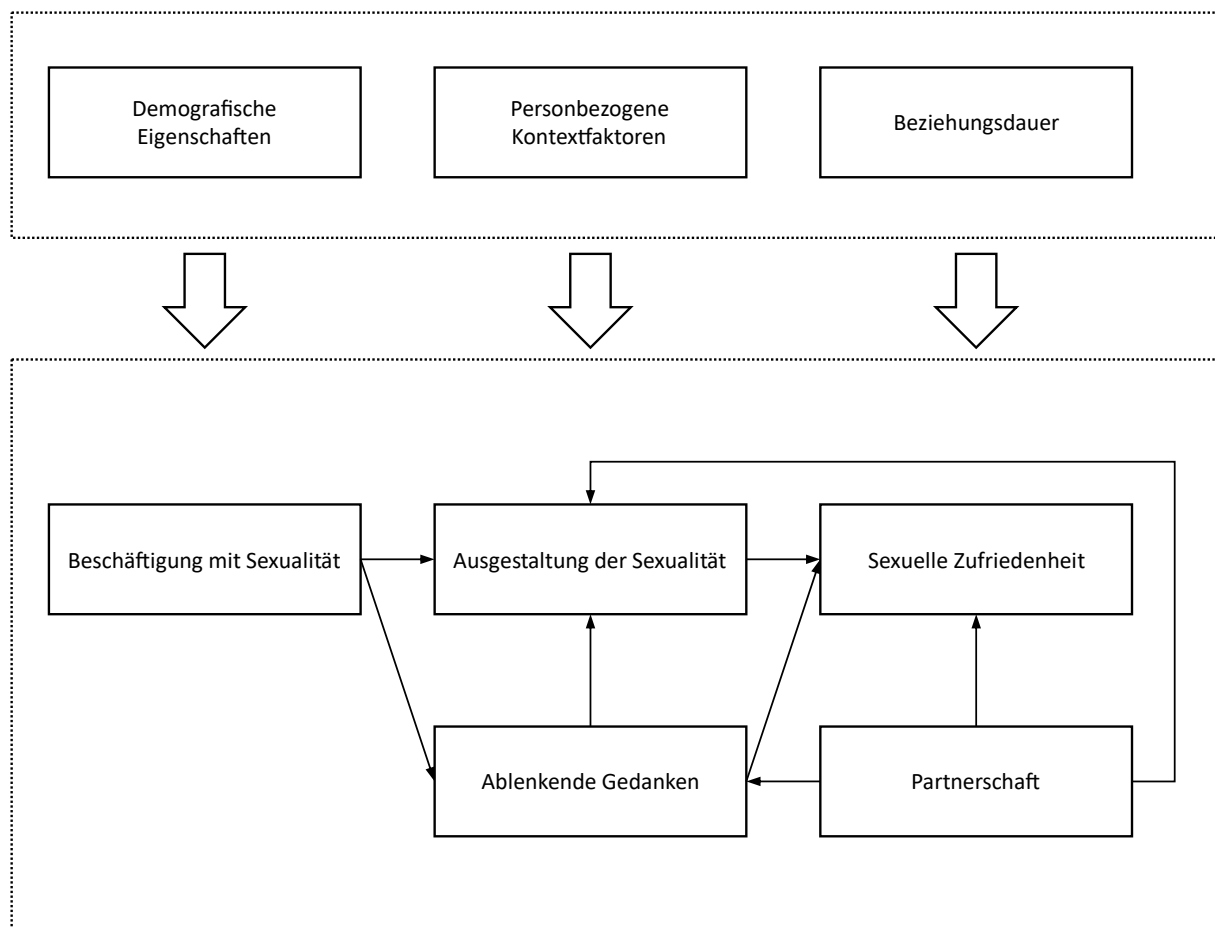 Demografische
Eigenschaften
Personbezogene
Kontextfaktoren
Beziehungsdauer
Beschäftigung mit Sexualität
Ausgestaltung der Sexualität
Sexuelle Zufriedenheit
Ablenkende Gedanken
Partnerschaft